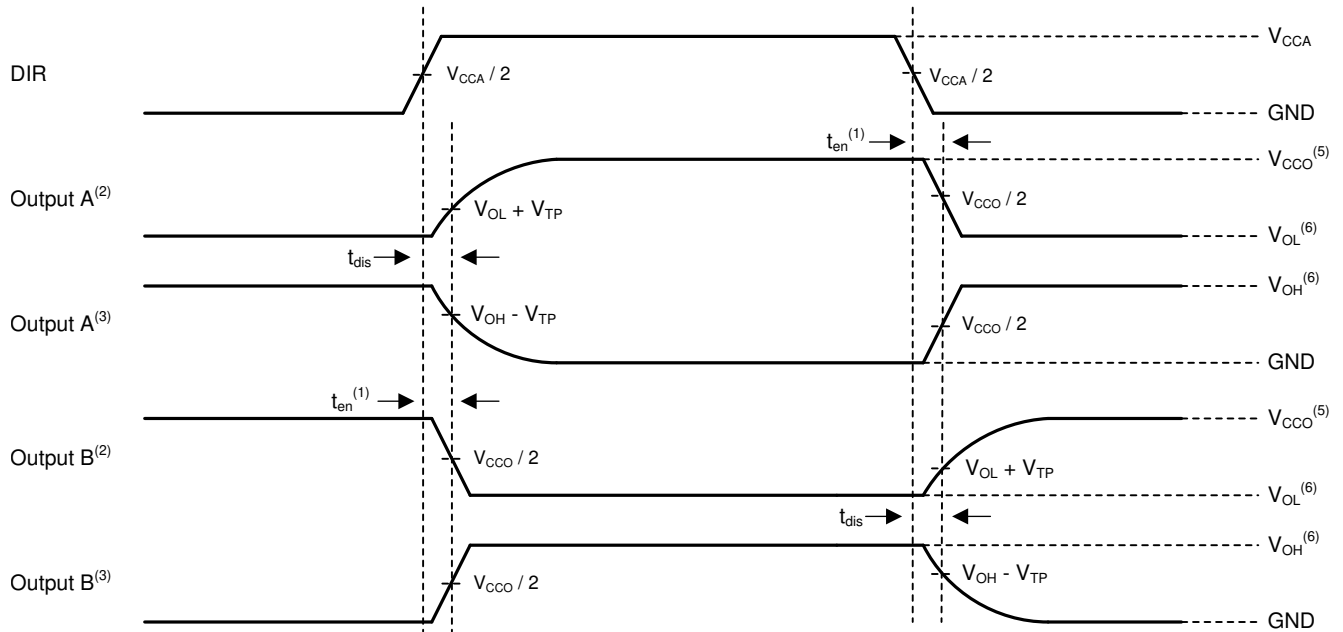 DIR
V_CCA / 2
V_CCA / 2
V_CCA
GND
t_en^(1)
Output A^(2)
V_OL + V_TP
V_CCO / 2
V_CCO^(5)
V_OL^(6)
t_dis
Output A^(3)
V_OH - V_TP
V_CCO / 2
V_OH^(6)
GND
t_en^(1)
Output B^(2)
V_CCO / 2
V_OL + V_TP
V_CCO^(5)
V_OL^(6)
t_dis
Output B^(3)
V_CCO / 2
V_OH - V_TP
V_OH^(6)
GND